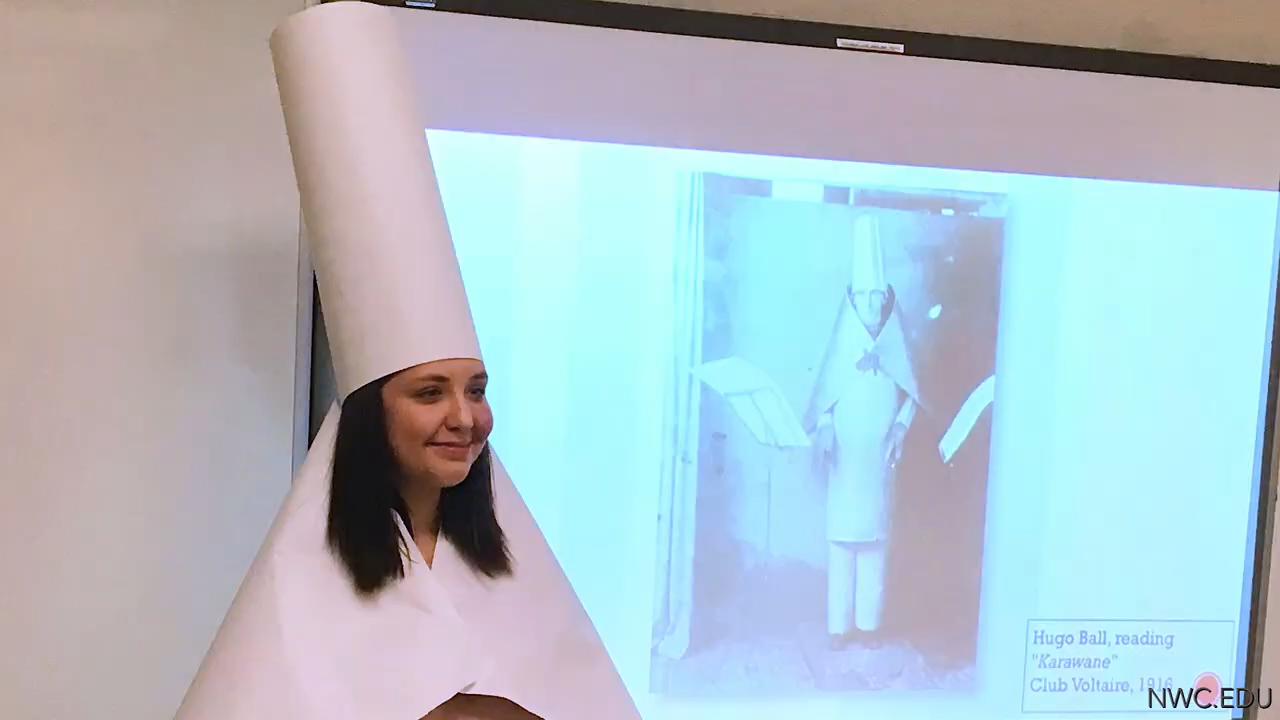 Hugo Ball, reading
"Karawane"
Club Voltaire, 1916
NWC.EDU